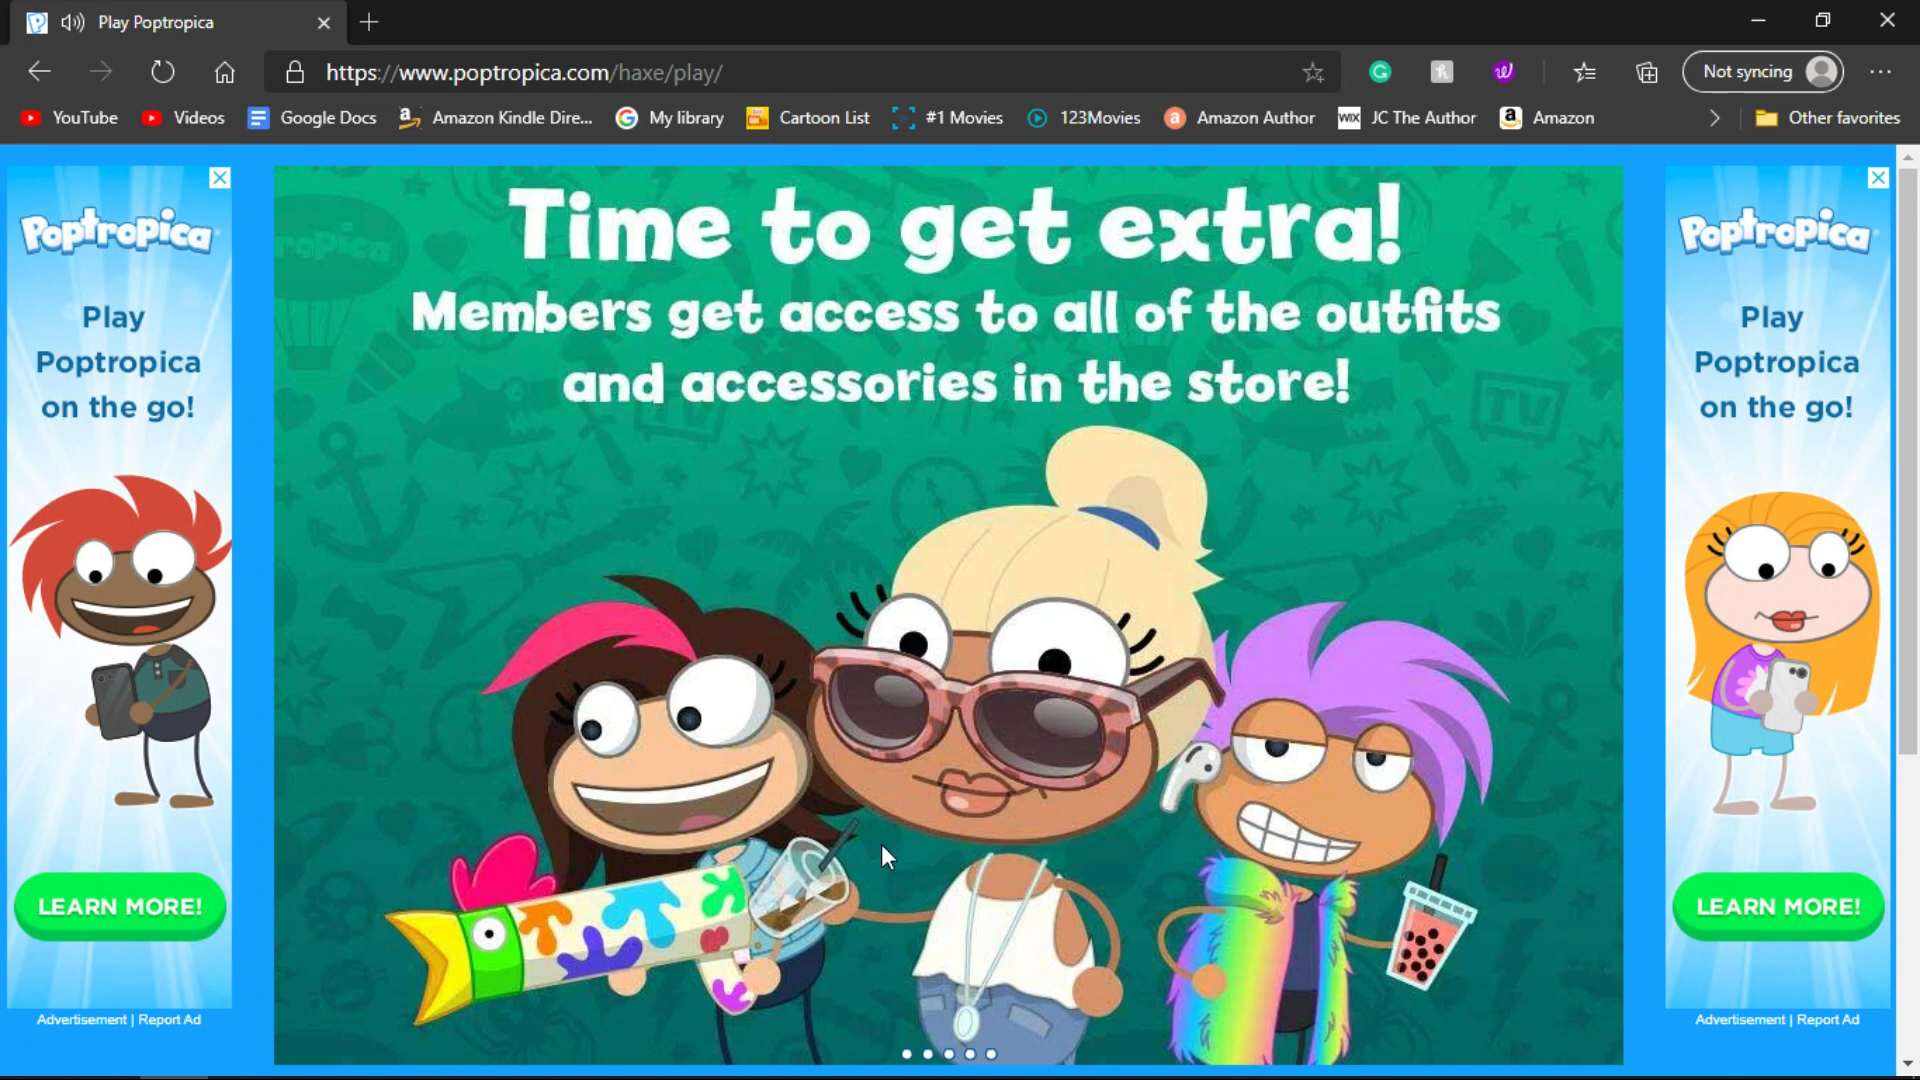 Play Poptropica
https://www.poptropica.com/haxe/play/
Not syncing
YouTube
Videos
Google Docs
Amazon Kindle Dire...
My library
Cartoon List
#1 Movies
123Movies
Amazon Author
WIX
JC The Author
Amazon
Other favorites
Poptropica
Play
Poptropica
on the go!
LEARN MORE!
Advertisement | Report Ad
Time to get extra!
Members get access to all of the outfits
and accessories in the store!
TV
TV
Poptropica
Play
Poptropica
on the go!
LEARN MORE!
Advertisement | Report Ad